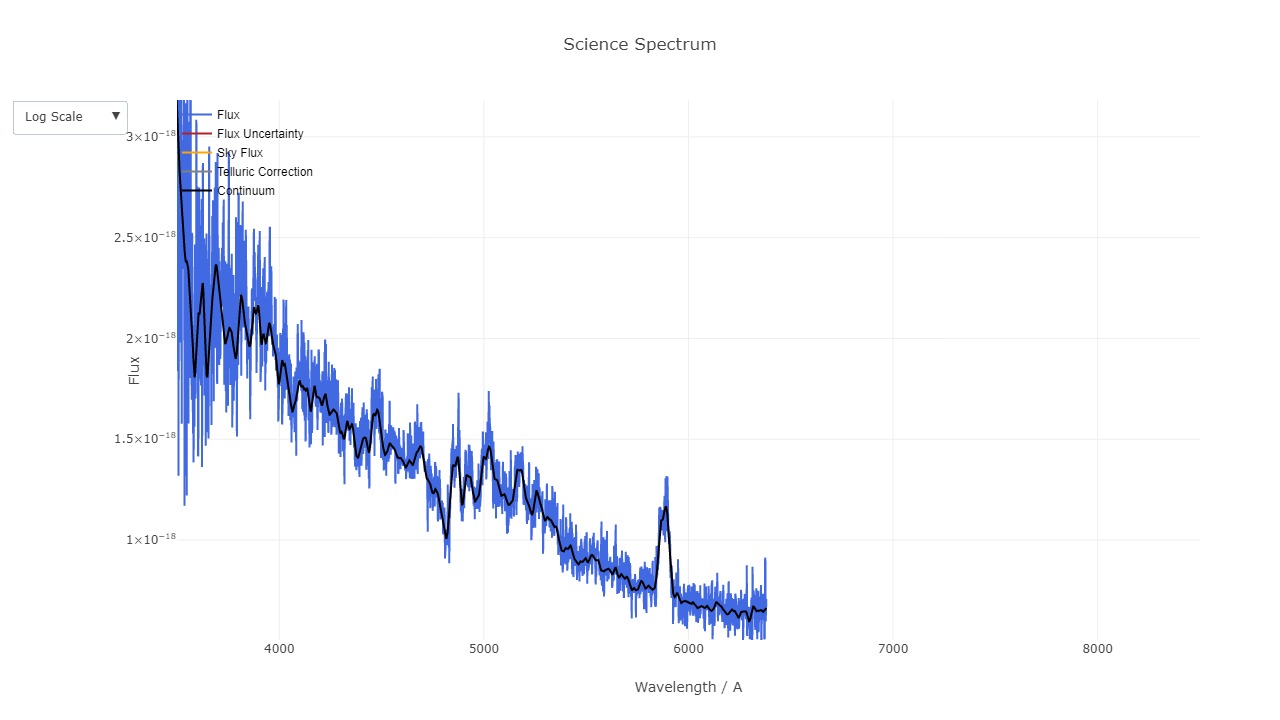 Science Spectrum
Log Scale ▼
Flux
Flux Uncertainty
Sky Flux
Telluric Correction
Continuum
3×10⁻¹⁸
2.5×10⁻¹⁸
2×10⁻¹⁸
1.5×10⁻¹⁸
1×10⁻¹⁸
Flux
4000 5000 6000 7000 8000
Wavelength / A